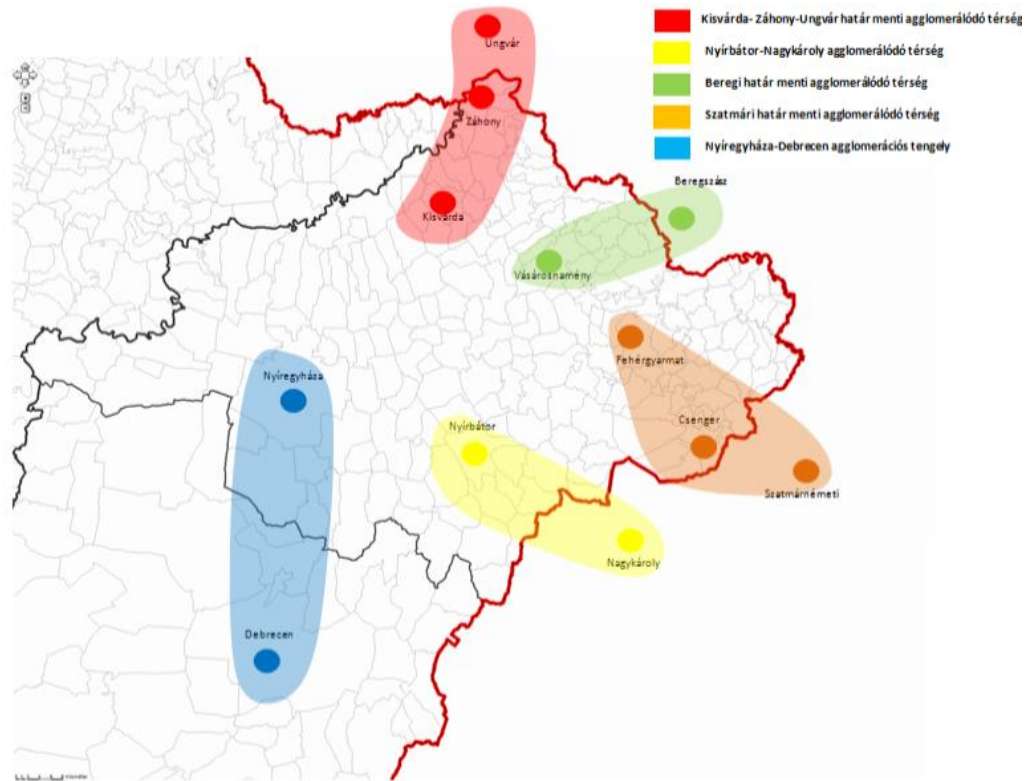 Kisvárda- Záhony-Ungvár határ menti agglomerálódó térség
Nyírbátor-Nagykároly agglomerálódó térség
Beregi határ menti agglomerálódó térség
Szatmári határ menti agglomerálódó térség
Nyíregyháza-Debrecen agglomerációs tengely
Ungvár
Záhony
Beregszász
Kisvárda
Vásárosnamény
Fehérgyarmat
Nyíregyháza
Csenger
Nyírbátor
Szatmárnémeti
Nagykároly
Debrecen